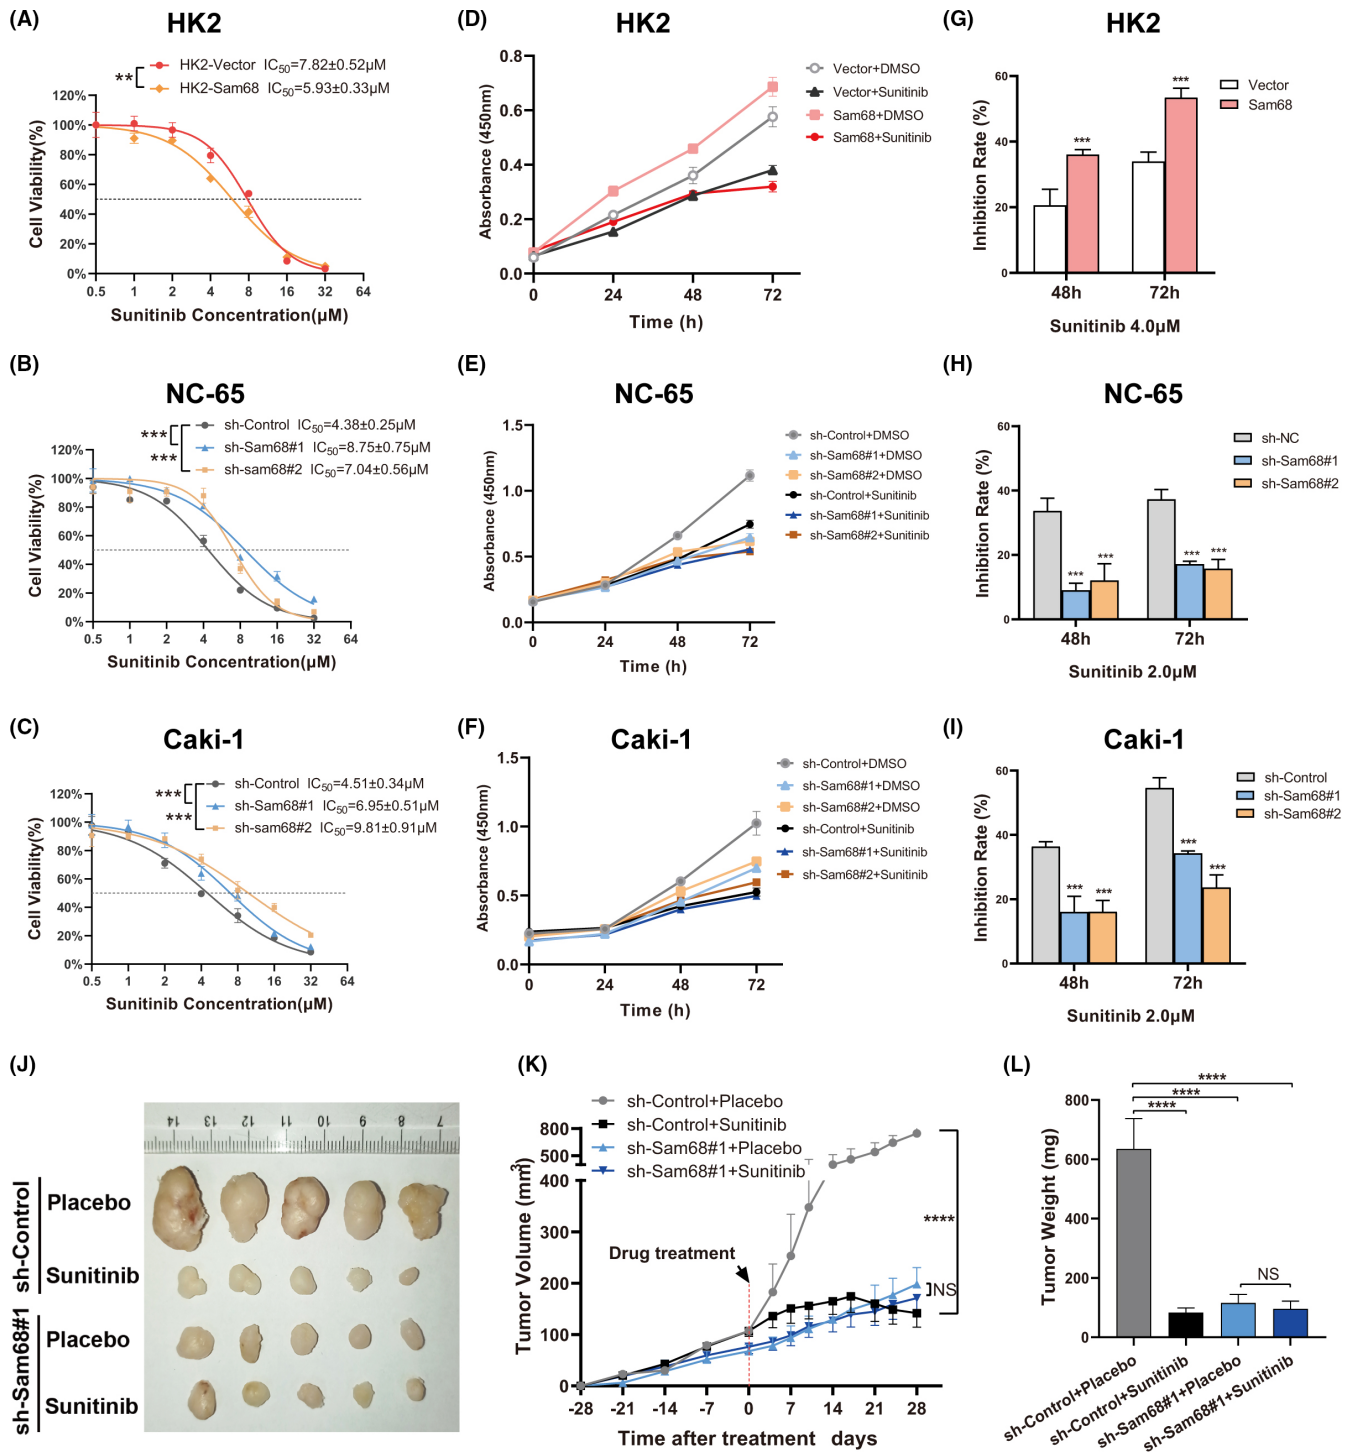 (A)
HK2
** HK2-Vector IC50=7.82±0.52μM
HK2-Sam68 IC50=5.93±0.33μM
120%
100%
80%
60%
40%
20%
0%
Cell Viability(%)
0.5 1 2 4 8 16 32 64
Sunitinib Concentration(μM)
(D)
HK2
0.8
0.6
0.4
0.2
0.0
Absorbance (450nm)
0 24 48 72
Time (h)
Vector+DMSO
Vector+Sunitinib
Sam68+DMSO
Sam68+Sunitinib
(G)
HK2
60
40
20
0
Inhibition Rate (%)
***
***
Vector
Sam68
48h 72h
Sunitinib 4.0μM
(B)
NC-65
sh-Control IC50=4.38±0.25μM
*** sh-Sam68#1 IC50=8.75±0.75μM
*** sh-sam68#2 IC50=7.04±0.56μM
120%
100%
80%
60%
40%
20%
0%
Cell Viability(%)
0.5 1 2 4 8 16 32 64
Sunitinib Concentration(μM)
(E)
NC-65
1.5
1.0
0.5
0.0
Absorbance (450nm)
0 24 48 72
Time (h)
sh-Control+DMSO
sh-Sam68#1+DMSO
sh-Sam68#2+DMSO
sh-Control+Sunitinib
sh-Sam68#1+Sunitinib
sh-Sam68#2+Sunitinib
(H)
NC-65
60
40
20
0
Inhibition Rate (%)
*** *** *** ***
sh-NC
sh-Sam68#1
sh-Sam68#2
48h 72h
Sunitinib 2.0μM
(C)
Caki-1
sh-Control IC50=4.51±0.34μM
*** sh-Sam68#1 IC50=6.95±0.51μM
*** sh-sam68#2 IC50=9.81±0.91μM
120%
100%
80%
60%
40%
20%
0%
Cell Viability(%)
0.5 1 2 4 8 16 32 64
Sunitinib Concentration(μM)
(F)
Caki-1
1.5
1.0
0.5
0.0
Absorbance (450nm)
0 24 48 72
Time (h)
sh-Control+DMSO
sh-Sam68#1+DMSO
sh-Sam68#2+DMSO
sh-Control+Sunitinib
sh-Sam68#1+Sunitinib
sh-Sam68#2+Sunitinib
(I)
Caki-1
60
40
20
0
Inhibition Rate (%)
*** *** *** ***
sh-Control
sh-Sam68#1
sh-Sam68#2
48h 72h
Sunitinib 2.0μM
(J)
14 13 12 11 10 9 8 7
sh-Control
Placebo
Sunitinib
sh-Sam68#1
Placebo
Sunitinib
(K)
sh-Control+Placebo
sh-Control+Sunitinib
sh-Sam68#1+Placebo
sh-Sam68#1+Sunitinib
800
500
400
300
200
100
0
Tumor Volume (mm3)
Drug treatment
****
NS
-28 -21 -14 -7 0 7 14 21 28
Time after treatment days
(L)
****
****
****
NS
800
600
400
200
0
Tumor Weight (mg)
sh-Control+Placebo
sh-Control+Sunitinib
sh-Sam68#1+Placebo
sh-Sam68#1+Sunitinib